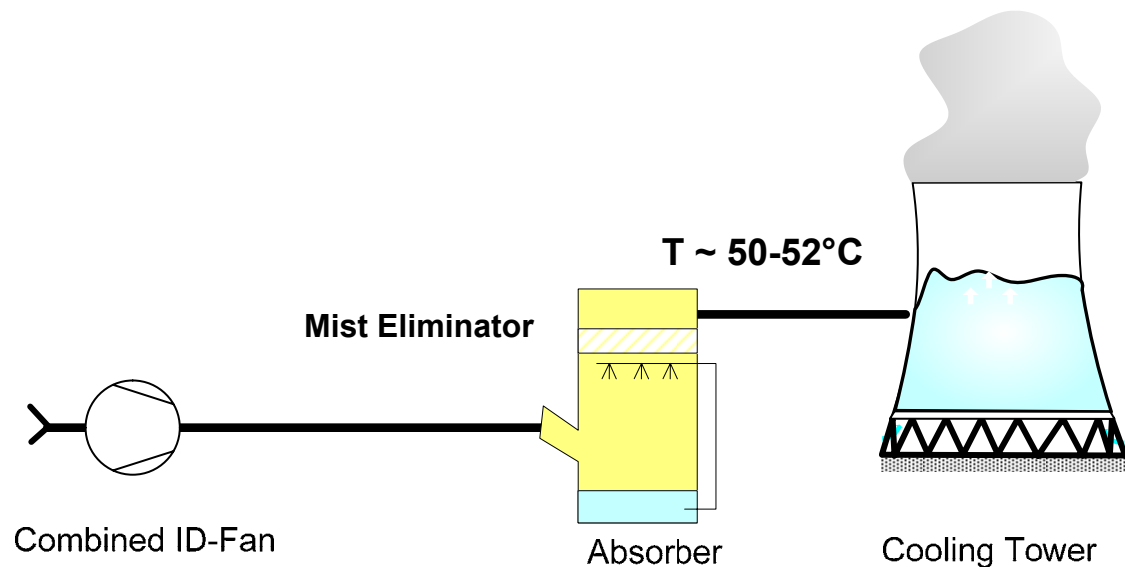 T ~ 50-52°C
Mist Eliminator
Combined ID-Fan
Absorber
Cooling Tower